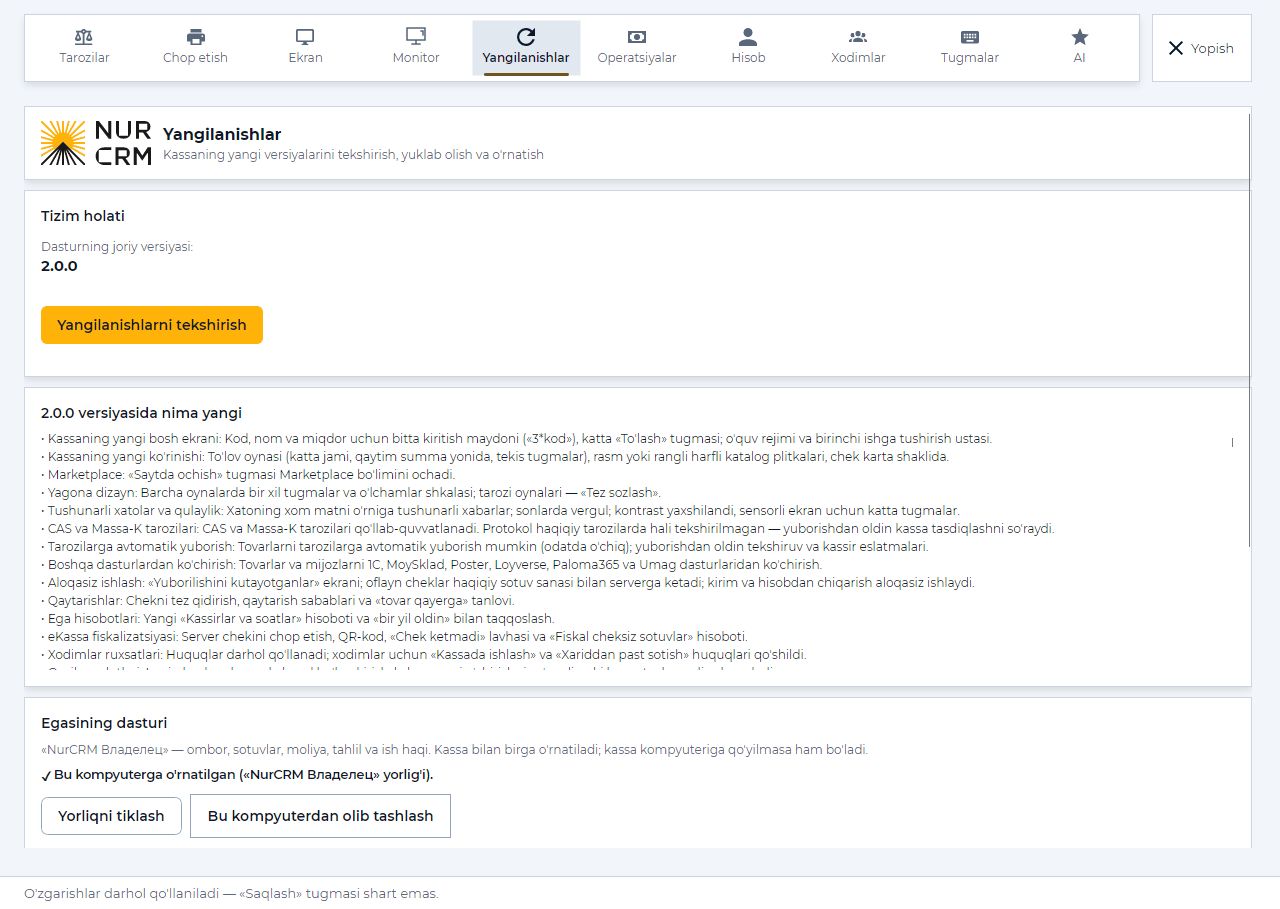 Tarozilar
Chop etish
Ekran
Monitor
Yangilanishlar
Operatsiyalar
Hisob
Xodimlar
Tugmalar
AI
Yopish
NUR
CRM
Yangilanishlar
Kassaning yangi versiyalarini tekshirish, yuklab olish va o'rnatish
Tizim holati
Dasturning joriy versiyasi:
2.0.0
Yangilanishlarni tekshirish
2.0.0 versiyasida nima yangi
• Kassaning yangi bosh ekrani: Kod, nom va miqdor uchun bitta kiritish maydoni («3*kod»), katta «To'lash» tugmasi; o'quv rejimi va birinchi ishga tushirish ustasi.
• Kassaning yangi ko'rinishi: To'lov oynasi (katta jami, qaytim summa yonida, tekis tugmalar), rasm yoki rangli harfli katalog plitkalari, chek karta shaklida.
• Marketplace: «Saytda ochish» tugmasi Marketplace bo'limini ochadi.
• Yagona dizayn: Barcha oynalarda bir xil tugmalar va o'lchamlar shkalasi; tarozi oynalari — «Tez sozlash».
• Tushunarli xatolar va qulaylik: Xatoning xom matni o'rniga tushunarli xabarlar; sonlarda vergul; kontrast yaxshilandi, sensorli ekran uchun katta tugmalar.
• CAS va Massa-K tarozilari: CAS va Massa-K tarozilari qo'llab-quvvatlanadi. Protokol haqiqiy tarozilarda hali tekshirilmagan — yuborishdan oldin kassa tasdiqlashni so'raydi.
• Tarozilarga avtomatik yuborish: Tovarlarni tarozilarga avtomatik yuborish mumkin (odatda o'chiq); yuborishdan oldin tekshiruv va kassir eslatmalari.
• Boshqa dasturlardan ko'chirish: Tovarlar va mijozlarni 1C, MoySklad, Poster, Loyverse, Paloma365 va Umag dasturlaridan ko'chirish.
• Aloqasiz ishlash: «Yuborilishini kutayotganlar» ekrani; oflayn cheklar haqiqiy sotuv sanasi bilan serverga ketadi; kirim va hisobdan chiqarish aloqasiz ishlaydi.
• Qaytarishlar: Chekni tez qidirish, qaytarish sabablari va «tovar qayerga» tanlovi.
• Ega hisobotlari: Yangi «Kassirlar va soatlar» hisoboti va «bir yil oldin» bilan taqqoslash.
• eKassa fiskalizatsiyasi: Server chekini chop etish, QR-kod, «Chek ketmadi» lavhasi va «Fiskal cheksiz sotuvlar» hisoboti.
• Xodimlar ruxsatlari: Huquqlar darhol qo'llanadi; xodimlar uchun «Kassada ishlash» va «Xariddan past sotish» huquqlari qo'shildi.
Egasining dasturi
«NurCRM Владелец» — ombor, sotuvlar, moliya, tahlil va ish haqi. Kassa bilan birga o'rnatiladi; kassa kompyuteriga qo'yilmasa ham bo'ladi.
✓ Bu kompyuterga o'rnatilgan («NurCRM Владелец» yorlig'i).
Yorliqni tiklash
Bu kompyuterdan olib tashlash
O'zgarishlar darhol qo'llaniladi — «Saqlash» tugmasi shart emas.